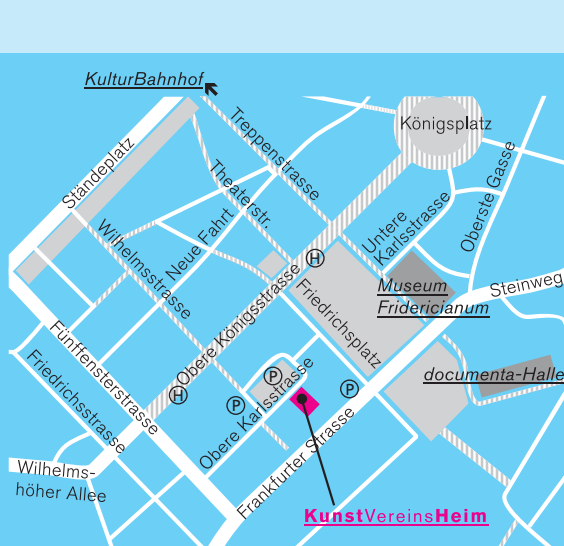 KulturBahnhof
Treppenstrasse
Königsplatz
Ständeplatz
Theaterstr.
Oberste Gasse
Untere
Karlsstrasse
Neue Fahrt
Wilhelmsstrasse
H
Museum
Fridericianum
Steinweg
Obere Königsstrasse
Friedrichsplatz
Fünffensterstrasse
Friedrichsstrasse
documenta-Halle
P
P
P
H
Obere Karlsstrasse
Frankfurter Strasse
Wilhelms-
höher Allee
KunstVereinsHeim